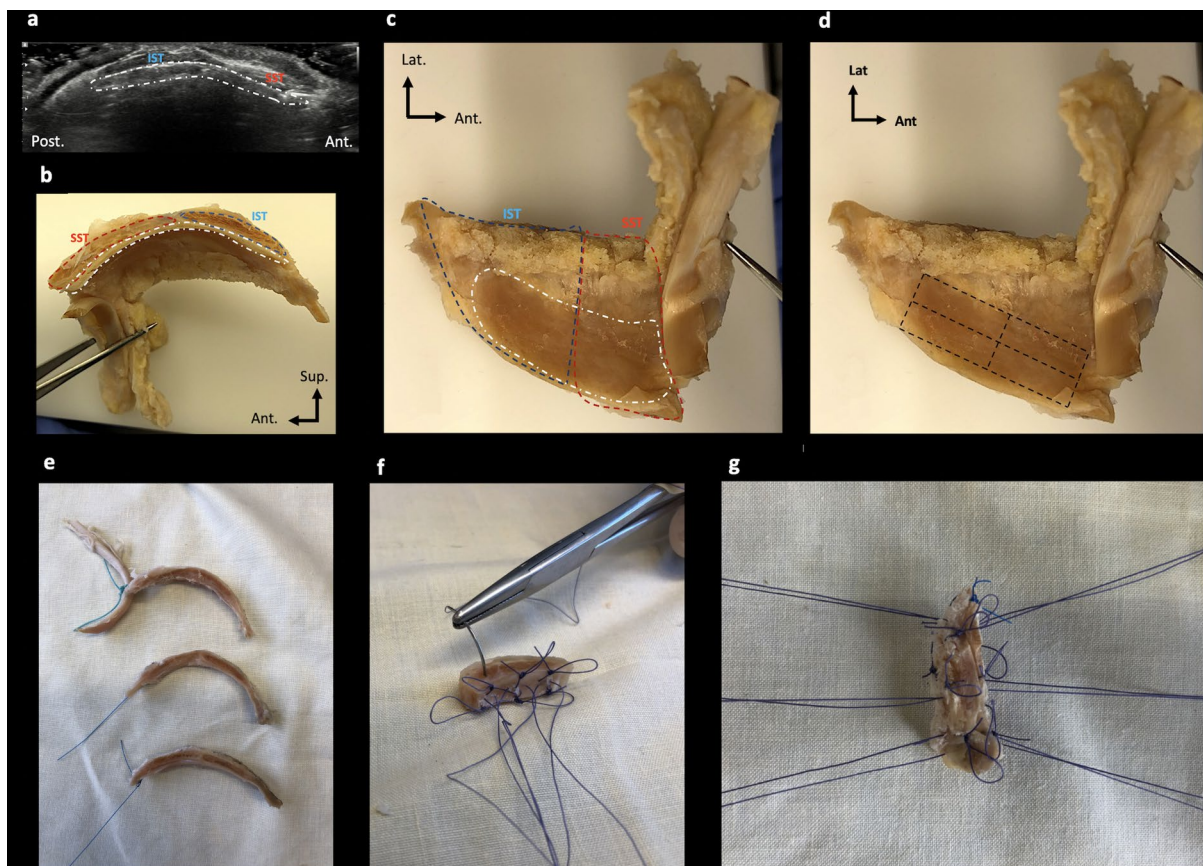 a
IST
SST
Post.
Ant.
b
SST
IST
Sup.
Ant.
c
Lat.
Ant.
IST
SST
d
Lat
Ant
e
f
g